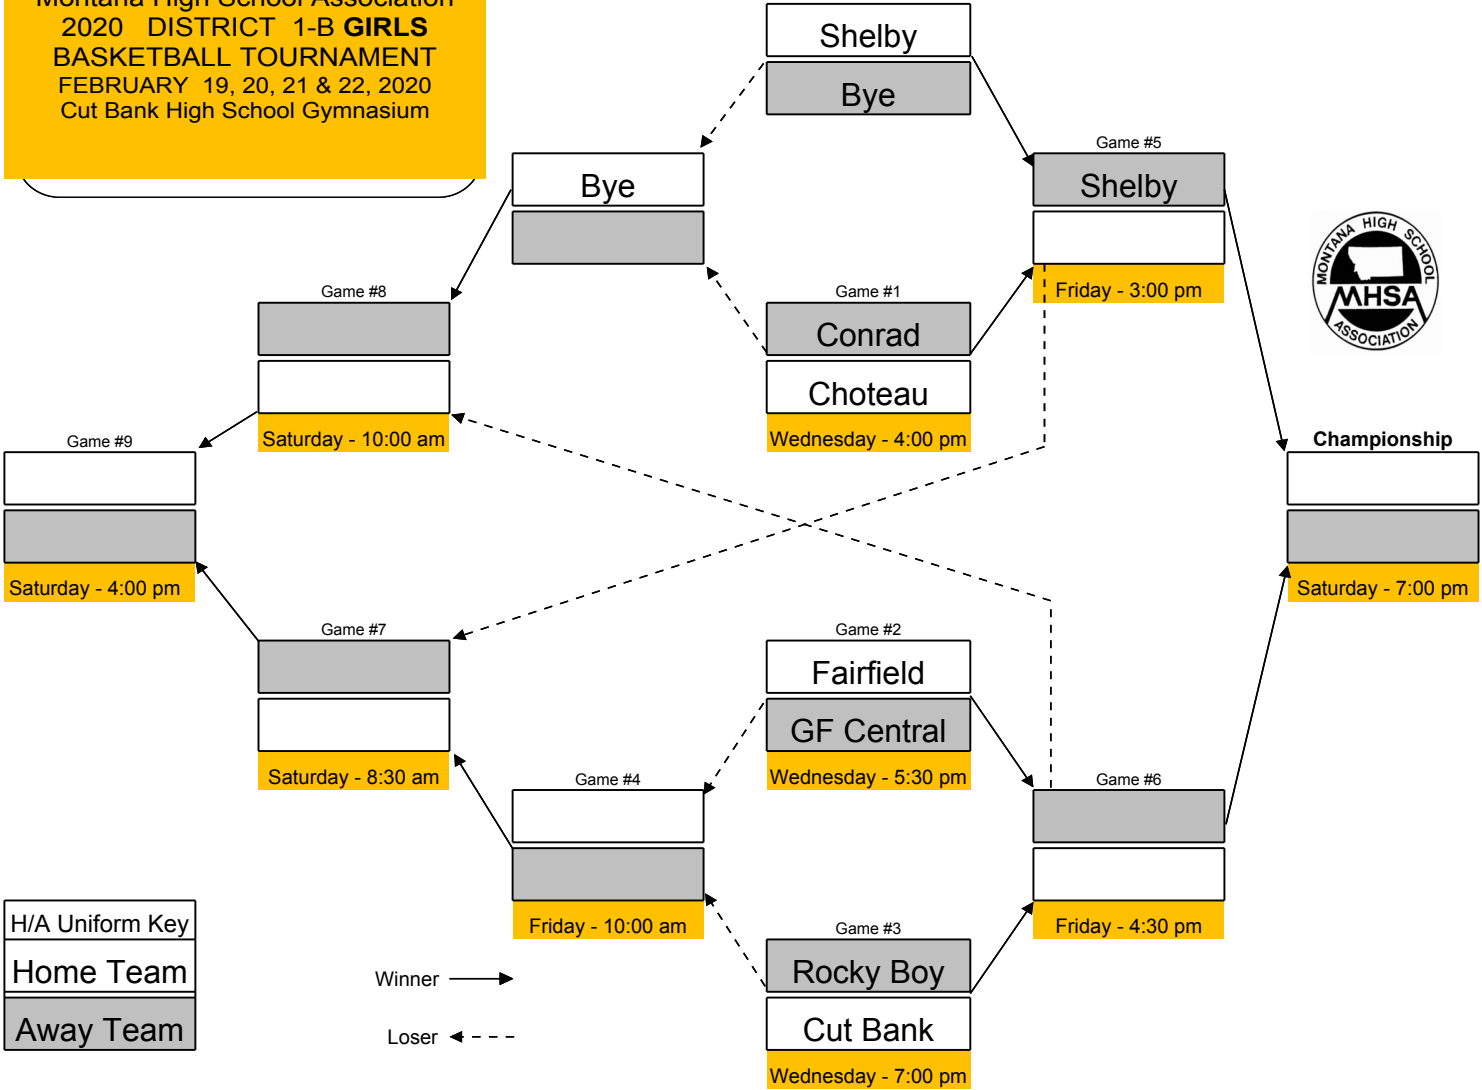 Montana High School Association
2020 DISTRICT 1-B GIRLS
BASKETBALL TOURNAMENT
FEBRUARY 19, 20, 21 & 22, 2020
Cut Bank High School Gymnasium
Shelby
Bye
Bye
Game #5
Shelby
Friday - 3:00 pm
MONTANA HIGH SCHOOL
MHSA
ASSOCIATION
Game #8
Saturday - 10:00 am
Game #1
Conrad
Choteau
Wednesday - 4:00 pm
Game #9
Saturday - 4:00 pm
Championship
Saturday - 7:00 pm
Game #7
Saturday - 8:30 am
Game #2
Fairfield
GF Central
Wednesday - 5:30 pm
Game #4
Friday - 10:00 am
Game #6
Friday - 4:30 pm
Game #3
Rocky Boy
Cut Bank
Wednesday - 7:00 pm
H/A Uniform Key
Home Team
Away Team
Winner
Loser